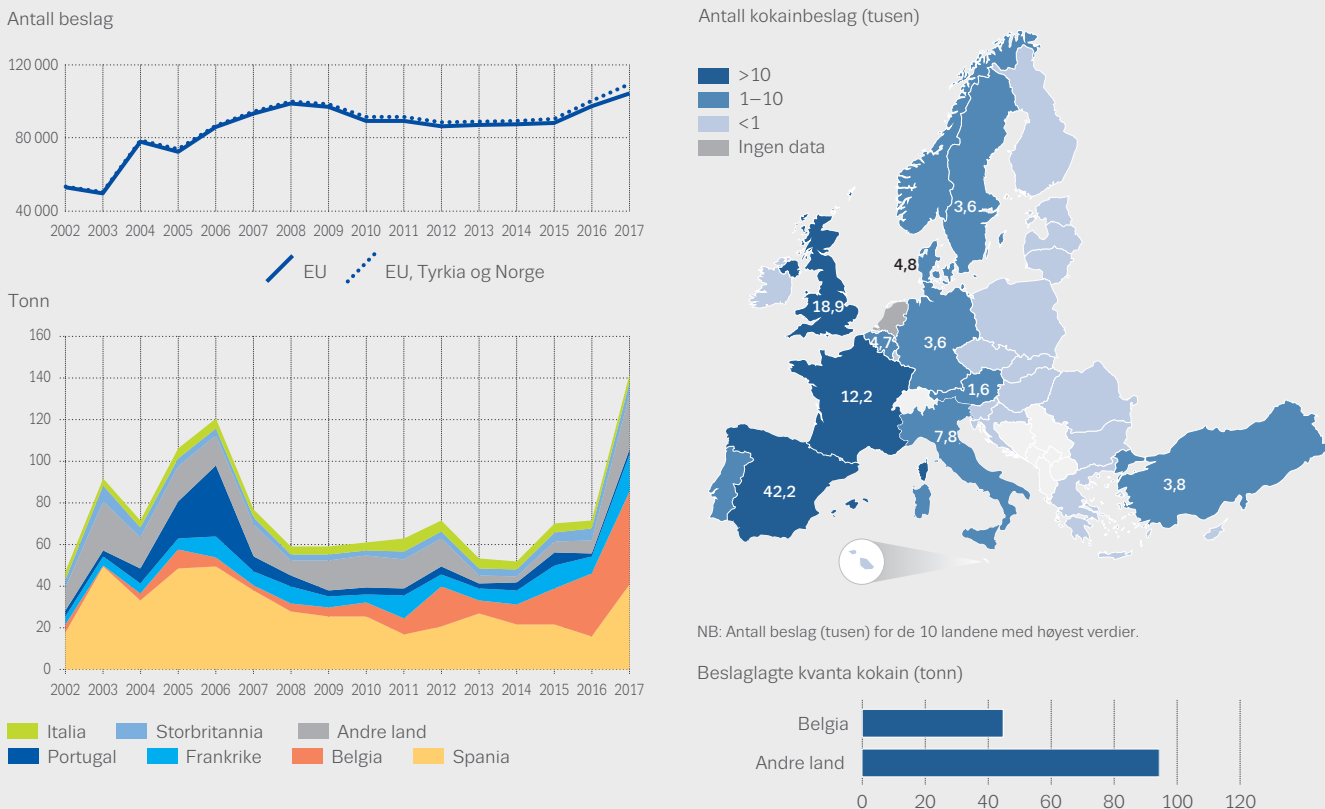 Antall beslag
120 000
80 000
40 000
2002 2003 2004 2005 2006 2007 2008 2009 2010 2011 2012 2013 2014 2015 2016 2017
EU
EU, Tyrkia og Norge
Tonn
160
140
120
100
80
60
40
20
0
2002 2003 2004 2005 2006 2007 2008 2009 2010 2011 2012 2013 2014 2015 2016 2017
Italia Storbritannia Andre land
Portugal Frankrike Belgia Spania
Antall kokainbeslag (tusen)
>10
1–10
<1
Ingen data
3,6
4,8
18,9
4,7
3,6
12,2
1,6
7,8
42,2
3,8
NB: Antall beslag (tusen) for de 10 landene med høyest verdier.
Beslaglagte kvanta kokain (tonn)
Belgia
Andre land
0 20 40 60 80 100 120